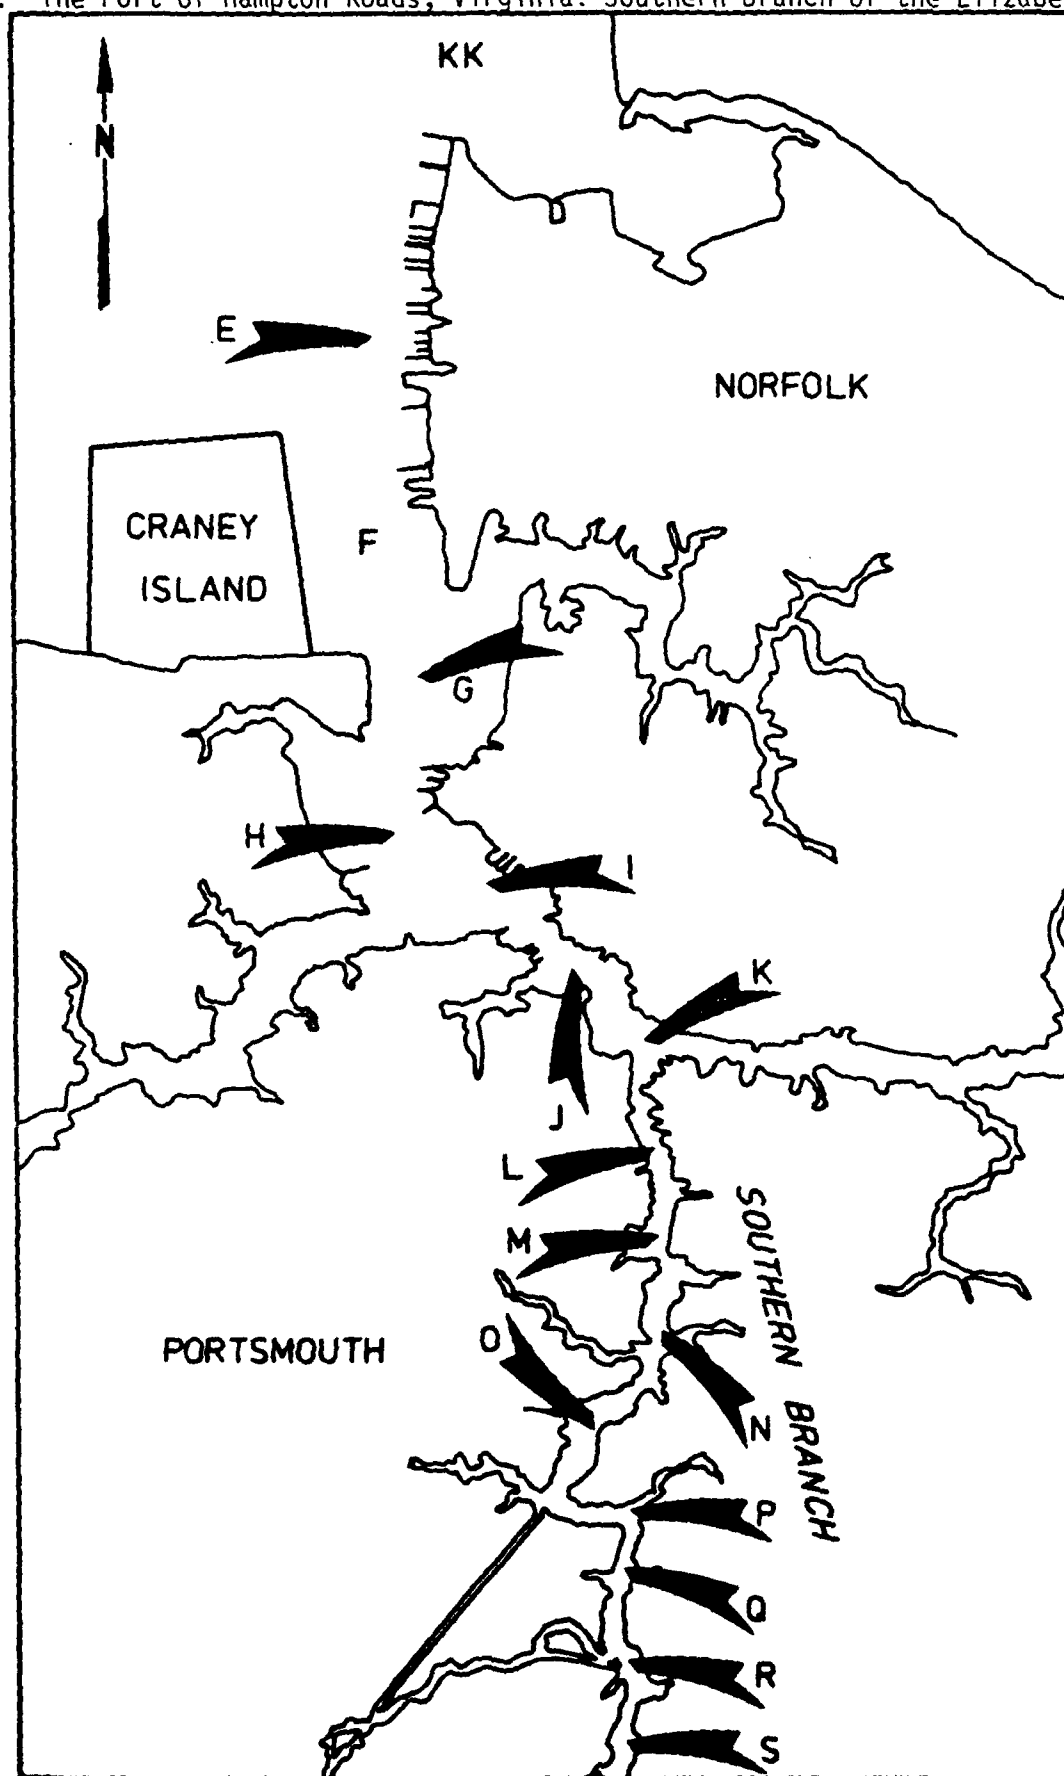 The Port of Hampton Roads, Virginia: Southern Branch of the Elizabe
KK
N
E
NORFOLK
CRANEY
ISLAND
F
G
H
I
K
J
L
SOUTHERN BRANCH
M
PORTSMOUTH
O
N
P
Q
R
S